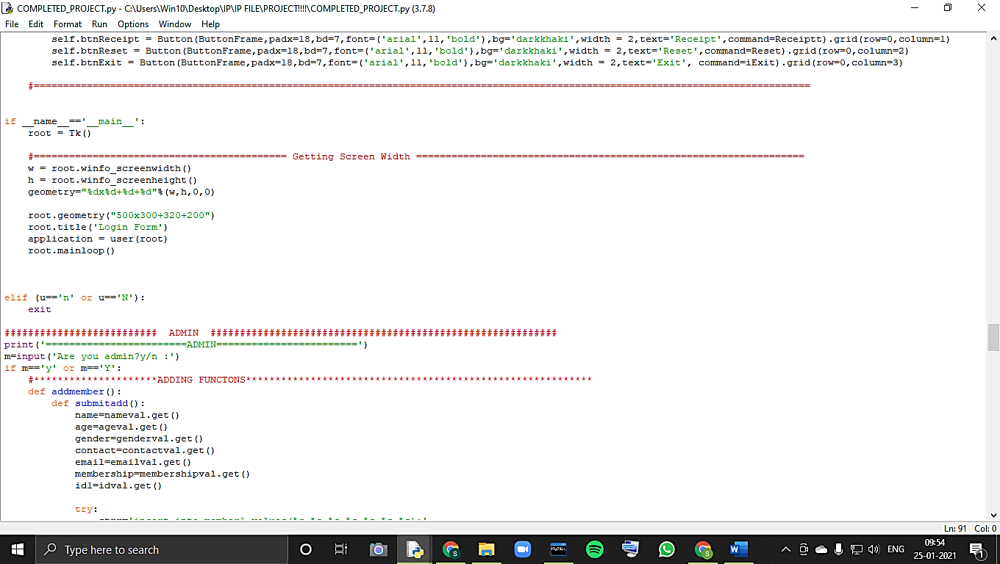 COMPLETED_PROJECT.py - C:\Users\Win10\Desktop\IP\IP FILE\PROJECT!!!!\COMPLETED_PROJECT.py (3.7.8)
File Edit Format Run Options Window Help
        self.btnReceipt = Button(ButtonFrame,padx=18,bd=7,font=('arial',11,'bold'),bg='darkkhaki',width = 2,text='Receipt',command=Receiptt).grid(row=0,column=1)
        self.btnReset = Button(ButtonFrame,padx=18,bd=7,font=('arial',11,'bold'),bg='darkkhaki',width = 2,text='Reset',command=Reset).grid(row=0,column=2)
        self.btnExit = Button(ButtonFrame,padx=18,bd=7,font=('arial',11,'bold'),bg='darkkhaki',width = 2,text='Exit', command=iExit).grid(row=0,column=3)
    #====================================================================================================================================
if __name__=='__main__':
    root = Tk()
    #=========================================== Getting Screen Width ==================================================================
    w = root.winfo_screenwidth()
    h = root.winfo_screenheight()
    geometry="%dx%d+%d+%d"%(w,h,0,0)
    root.geometry("500x300+320+200")
    root.title('Login Form')
    application = user(root)
    root.mainloop()
elif (u=='n' or u=='N'):
    exit
##########################  ADMIN  ###########################################################
print('========================ADMIN========================')
m=input('Are you admin?y/n :')
if m=='y' or m=='Y':
    #*********************ADDING FUNCTONS***********************************************************
    def addmember():
        def submitadd():
            name=nameval.get()
            age=ageval.get()
            gender=genderval.get()
            contact=contactval.get()
            email=emailval.get()
            membership=membershipval.get()
            idl=idval.get()
            try:
Ln: 91 Col: 0
Type here to search
ENG
09:54
25-01-2021
1